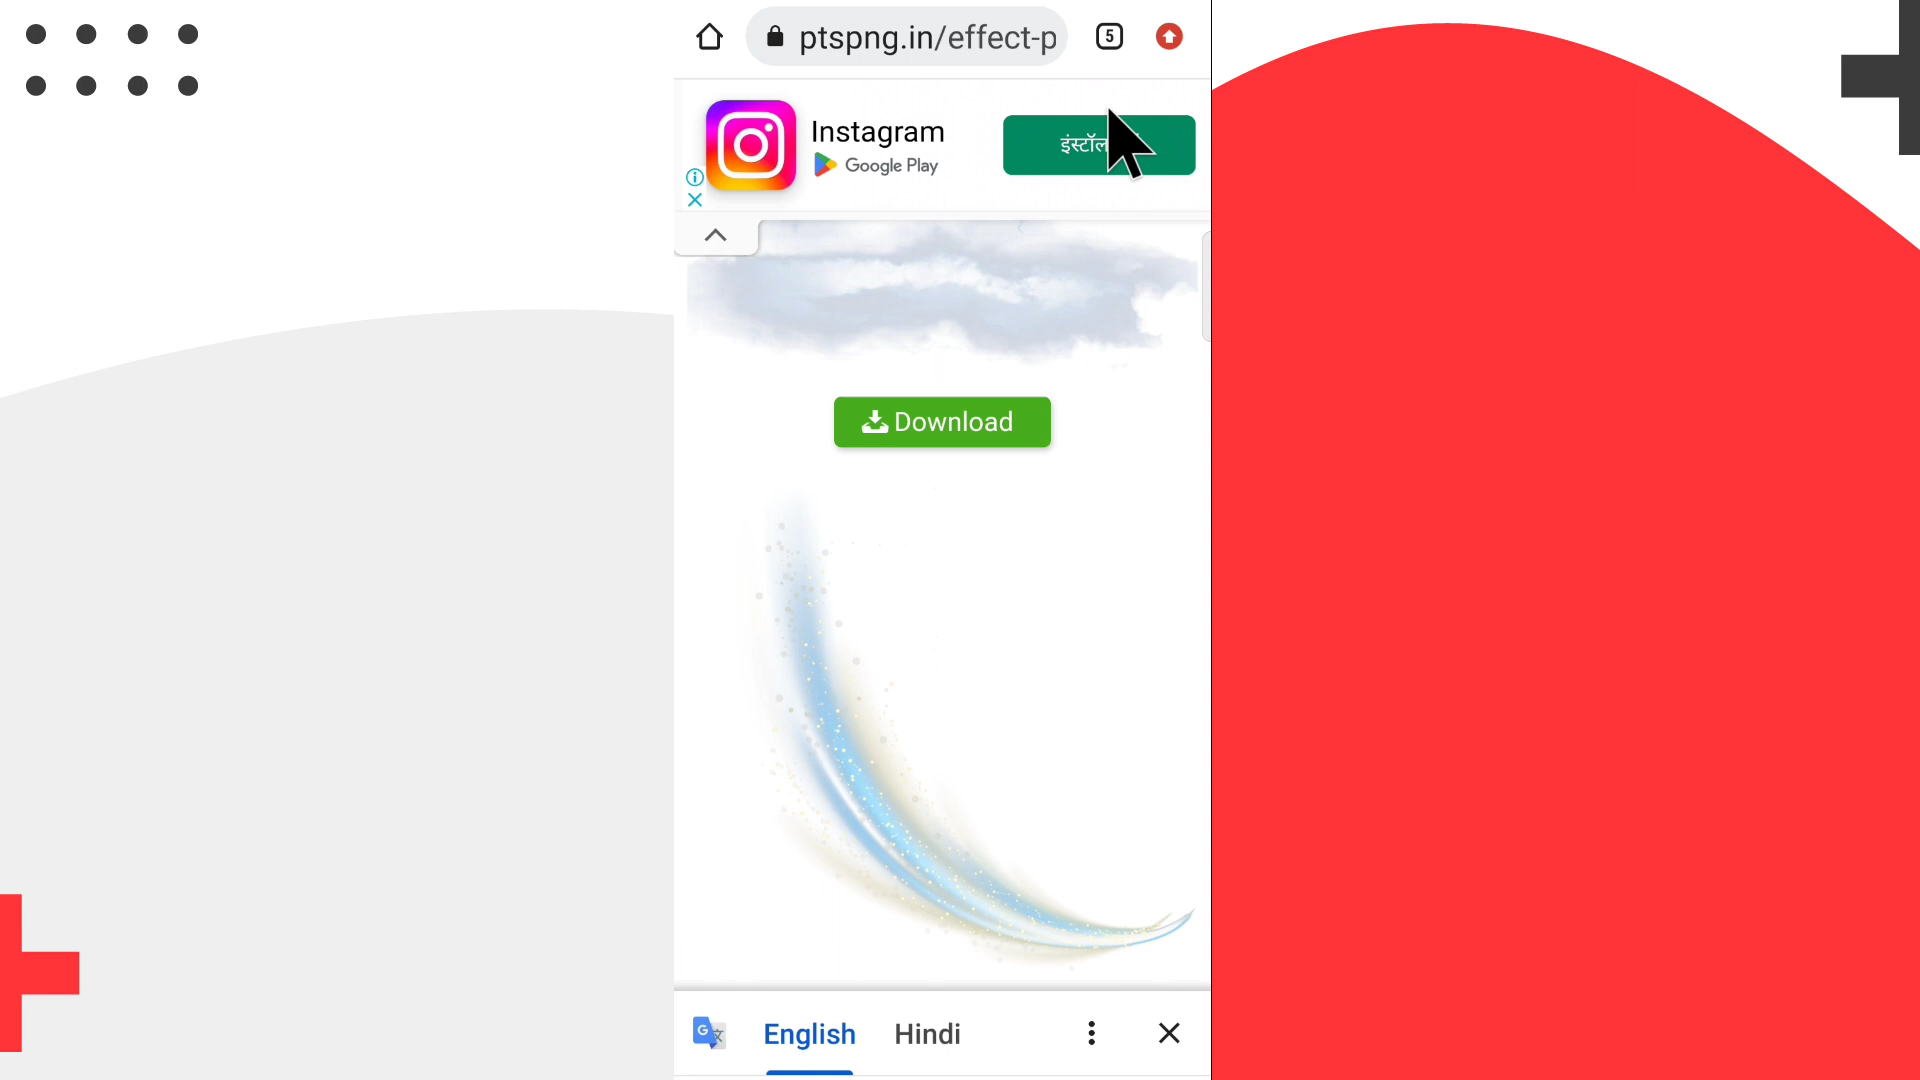 ptspng.in/effect-p
5
Instagram
Google Play
Download
English
Hindi